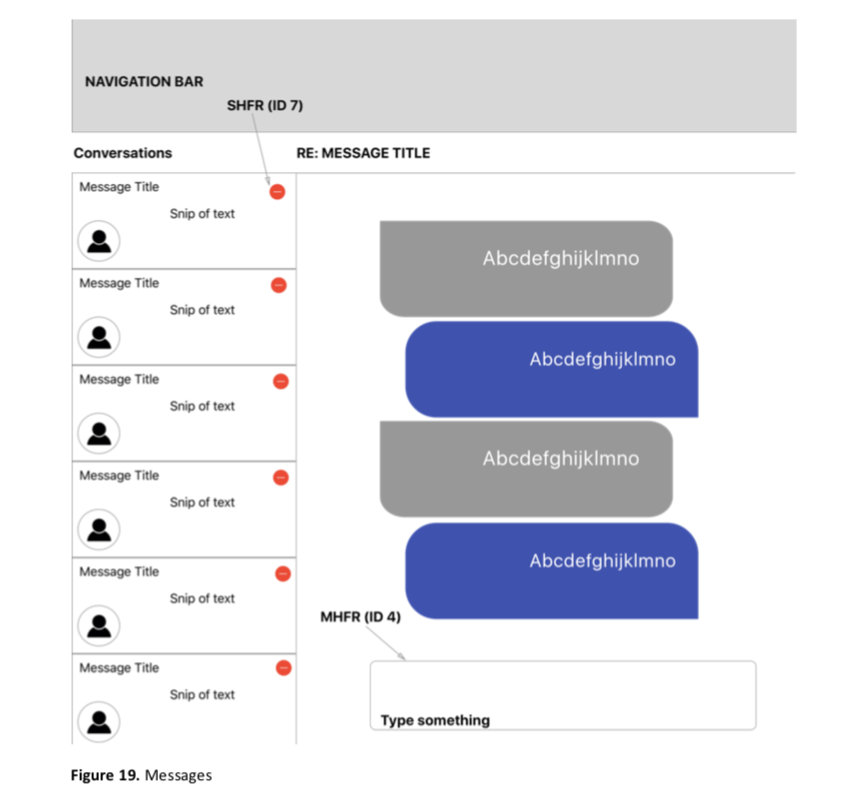 NAVIGATION BAR
SHFR (ID 7)
Conversations
RE: MESSAGE TITLE
Message Title
Snip of text
Message Title
Snip of text
Message Title
Snip of text
Message Title
Snip of text
Message Title
Snip of text
Message Title
Snip of text
Abcdefghijklmno
Abcdefghijklmno
Abcdefghijklmno
Abcdefghijklmno
MHFR (ID 4)
Type something
Figure 19. Messages